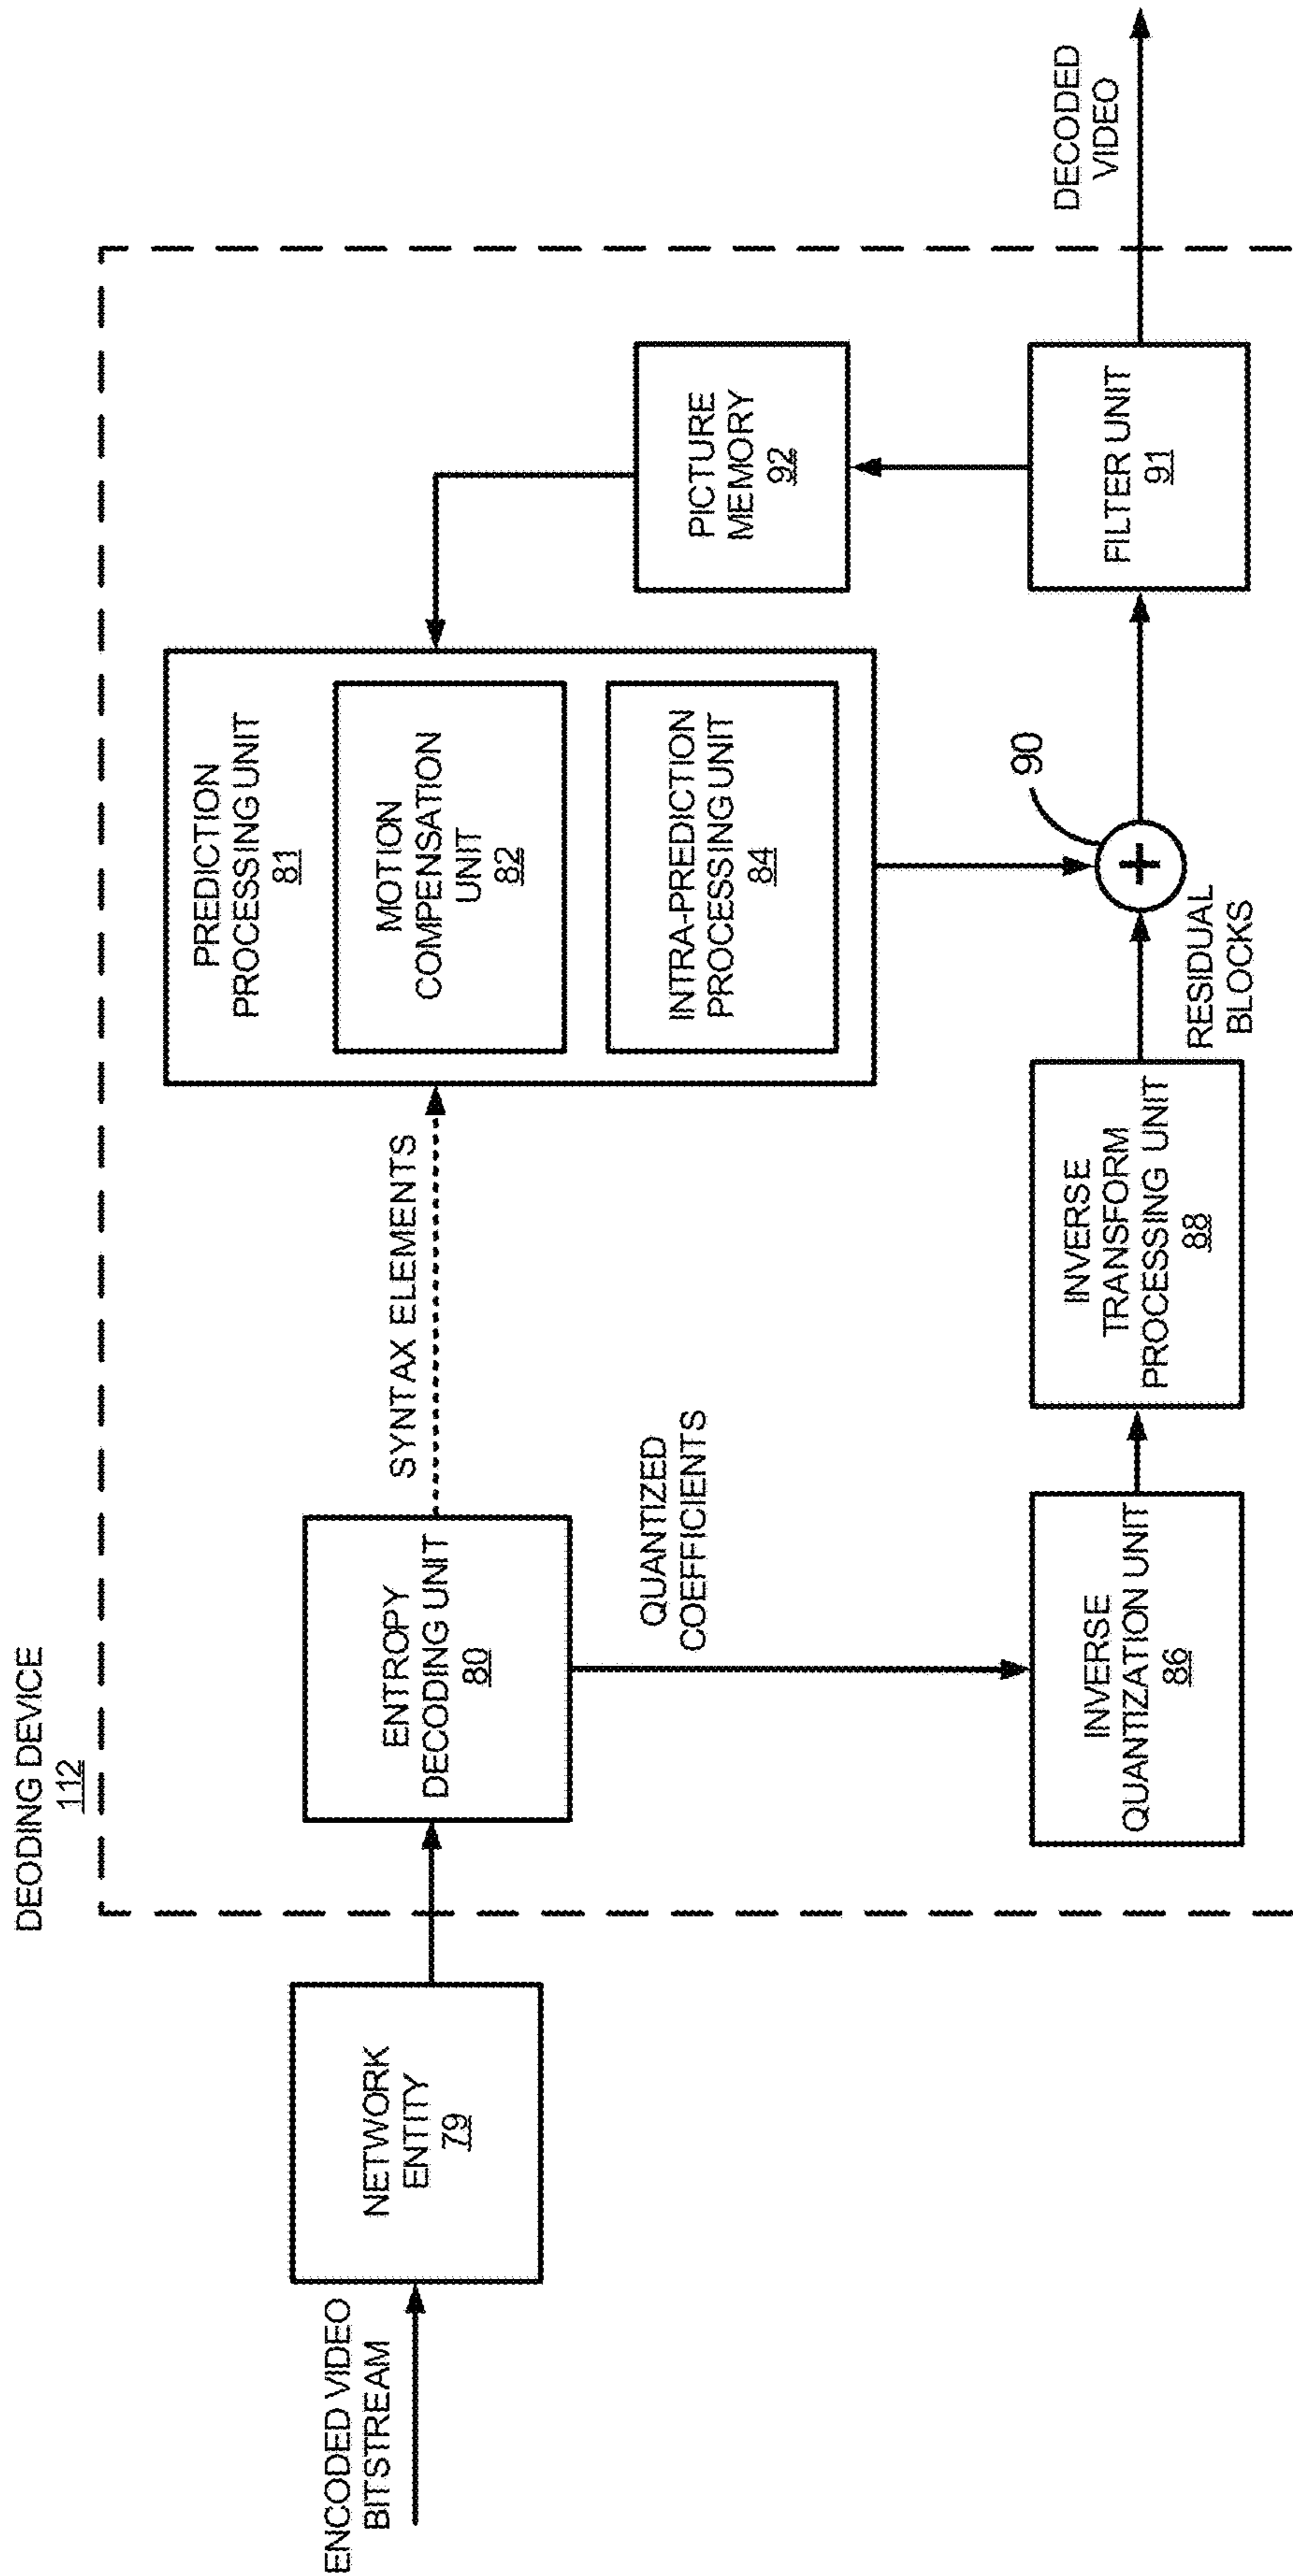 DEODING DEVICE
112
ENCODED VIDEO
BITSTREAM
NETWORK
ENTITY
79
ENTROPY
DECODING UNIT
80
SYNTAX ELEMENTS
PREDICTION
PROCESSING UNIT
81
MOTION
COMPENSATION
UNIT
82
INTRA-PREDICTION
PROCESSING UNIT
84
PICTURE
MEMORY
92
QUANTIZED
COEFFICIENTS
INVERSE
QUANTIZATION UNIT
86
INVERSE
TRANSFORM
PROCESSING UNIT
88
RESIDUAL
BLOCKS
90
+
FILTER UNIT
91
DECODED
VIDEO